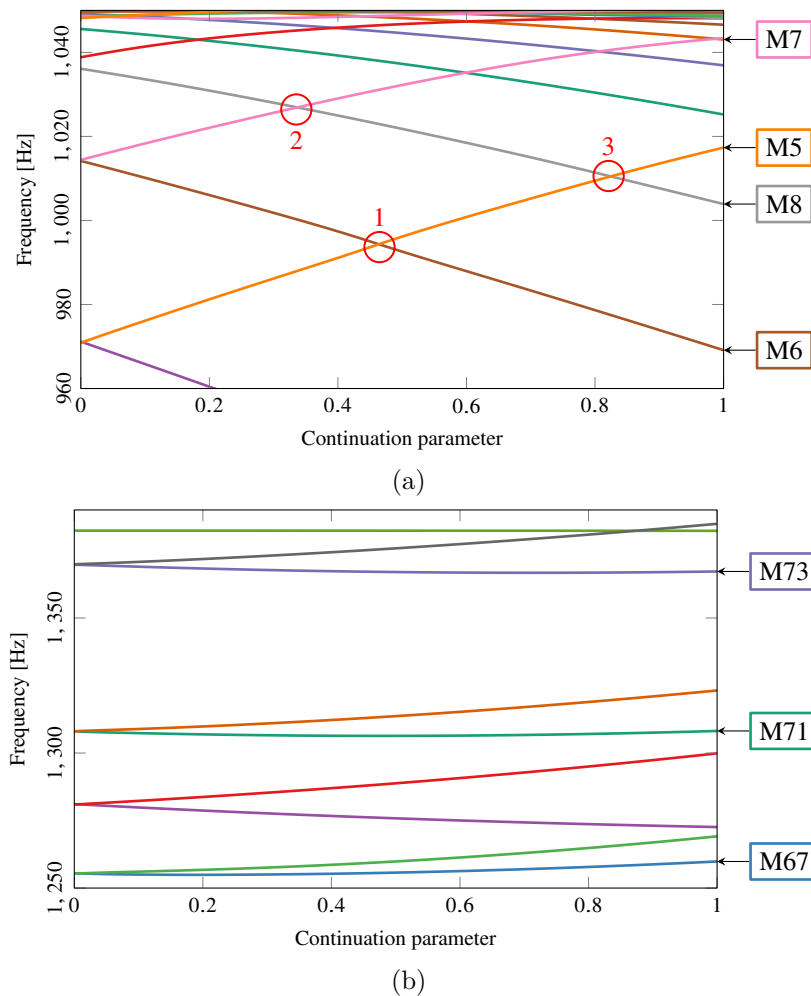 1,040
1,020
1,000
980
960
Frequency [Hz]
0
0.2
0.4
0.6
0.8
1
Continuation parameter
1
2
3
M7
M5
M8
M6
(a)
1,350
1,300
1,250
Frequency [Hz]
0
0.2
0.4
0.6
0.8
1
Continuation parameter
M73
M71
M67
(b)